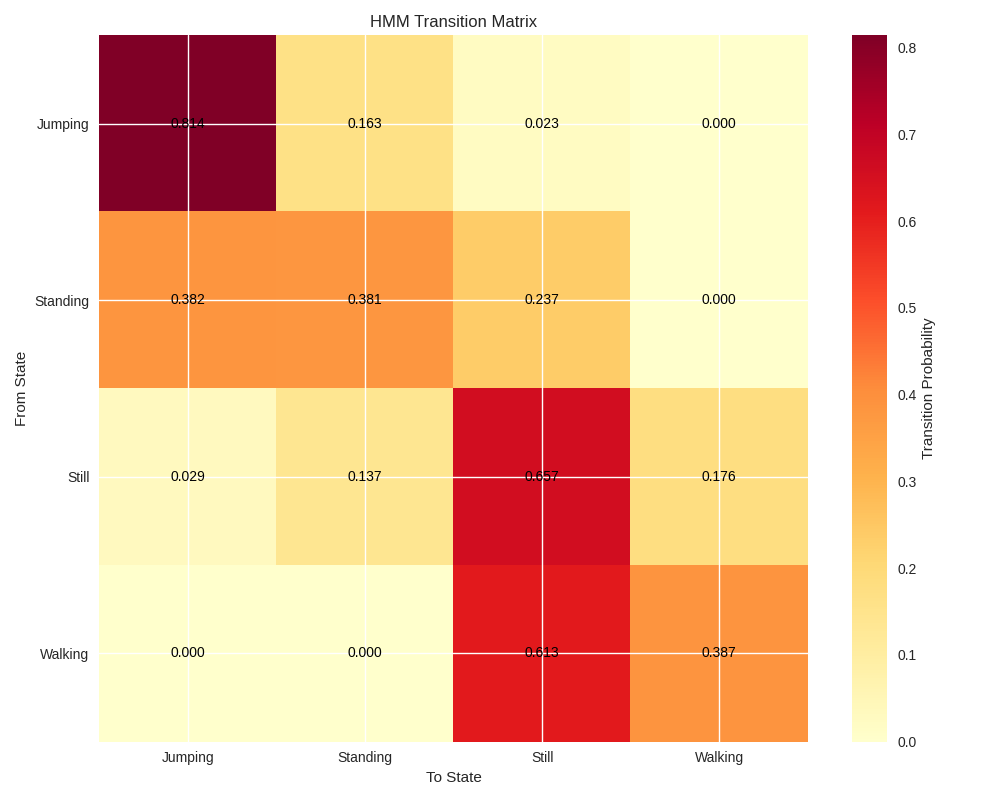 HMM Transition Matrix
Jumping 0.814 0.163 0.023 0.000
Standing 0.382 0.381 0.237 0.000
Still 0.029 0.137 0.657 0.176
Walking 0.000 0.000 0.613 0.387
Jumping Standing Still Walking
To State
From State
0.8
0.7
0.6
0.5
0.4
0.3
0.2
0.1
0.0
Transition Probability